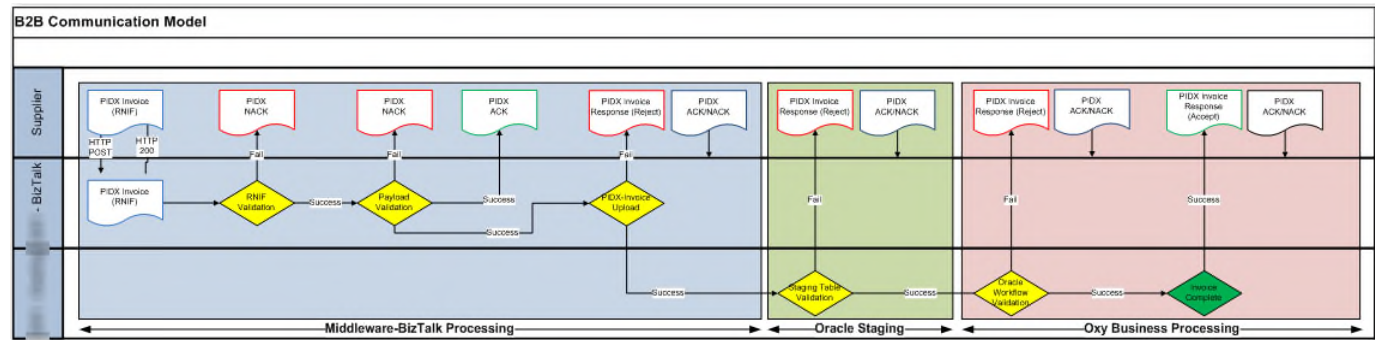 B2B Communication Model
Supplier
PIDX Invoice
(RNIF)
PIDX
NACK
PIDX
NACK
PIDX
ACK
PIDX Invoice
Response (Reject)
PIDX
ACK/NACK
PIDX Invoice
Response (Reject)
PIDX
ACK/NACK
PIDX Invoice
Response (Reject)
PIDX
ACK/NACK
PIDX Invoice
Response
(Accept)
PIDX
ACK/NACK
HTTP
POST
HTTP
200
Fail
Fail
Fail
- BizTalk
PIDX Invoice
(RNIF)
RNIF
Validation
Success
Payload
Validation
Success
PIDX-Invoice
Upload
Fail
Fail
Success
Success
Success
Staging Table
Validation
Success
Oracle
Workflow
Validation
Success
Invoice
Complete
Middleware-BizTalk Processing
Oracle Staging
Oxy Business Processing